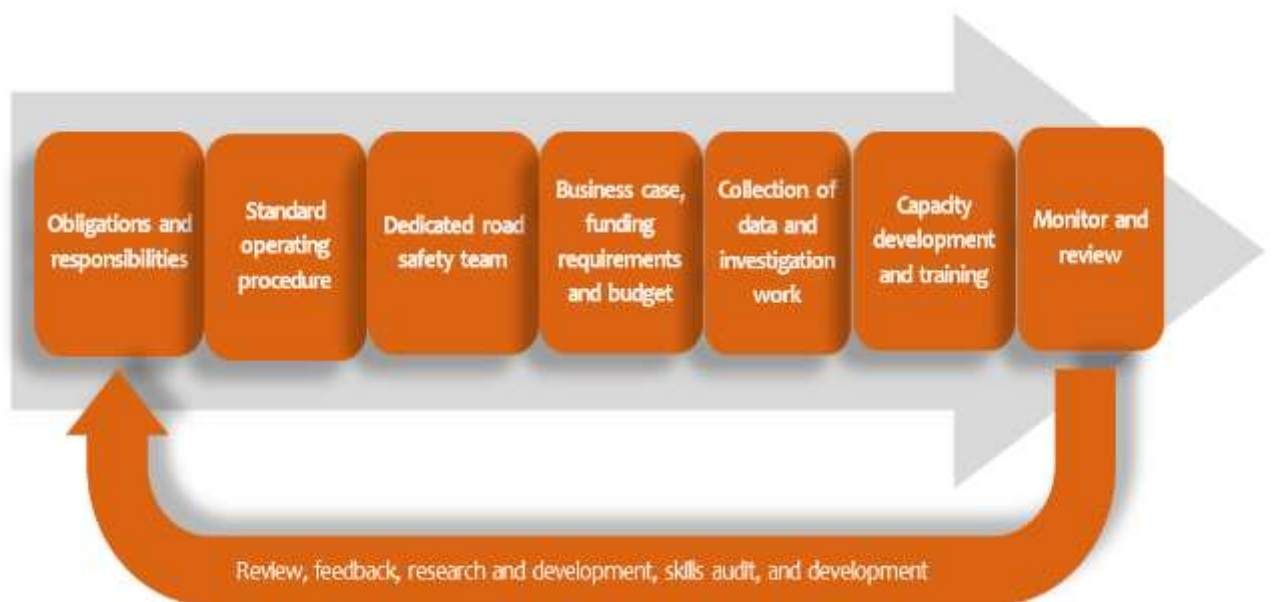 Obligations and
responsibilities
Standard
operating
procedure
Dedicated road
safety team
Business case,
funding
requirements
and budget
Collection of
data and
investigation
work
Capacity
development
and training
Monitor and
review
Review, feedback, research and development, skills audit, and development